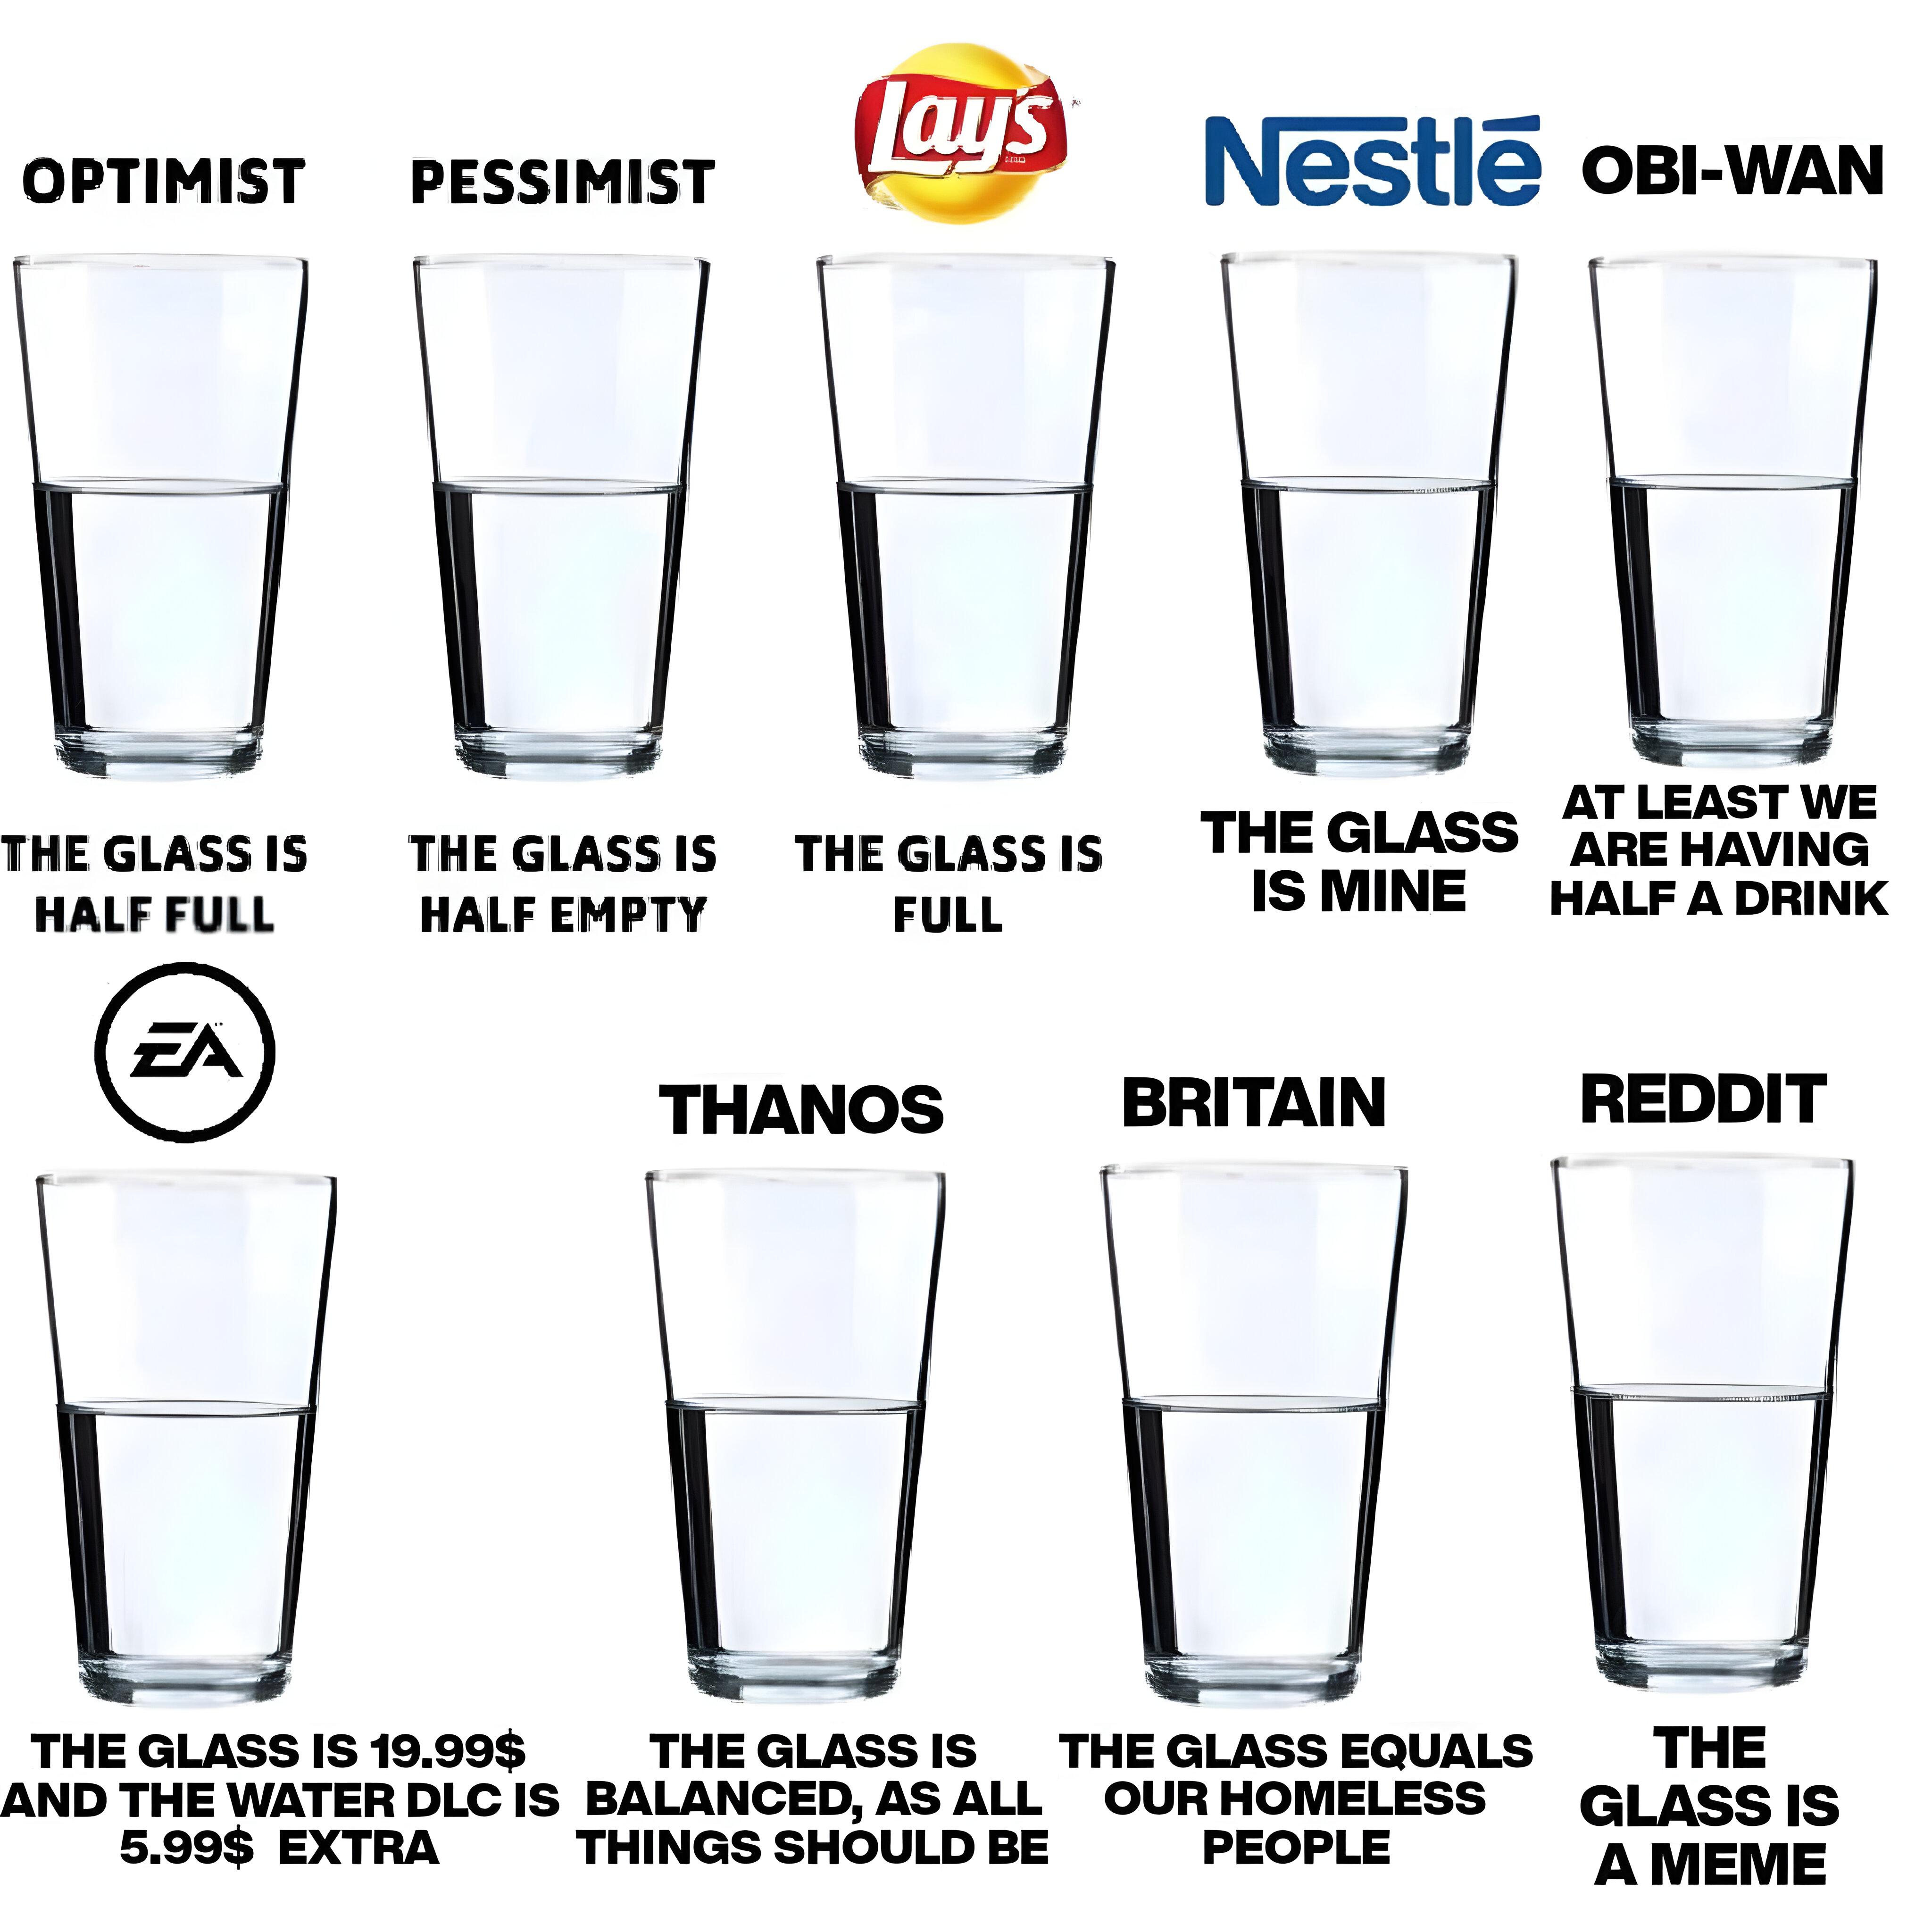 Lay's
Nestlé
OPTIMIST
PESSIMIST
OBI-WAN
THE GLASS IS
HALF FULL
THE GLASS IS
HALF EMPTY
THE GLASS IS
FULL
THE GLASS
IS MINE
AT LEAST WE
ARE HAVING
HALF A DRINK
EA
THANOS
BRITAIN
REDDIT
THE GLASS IS 19.99$
AND THE WATER DLC IS
5.99$ EXTRA
THE GLASS IS
BALANCED, AS ALL
THINGS SHOULD BE
THE GLASS EQUALS
OUR HOMELESS
PEOPLE
THE
GLASS IS
A MEME